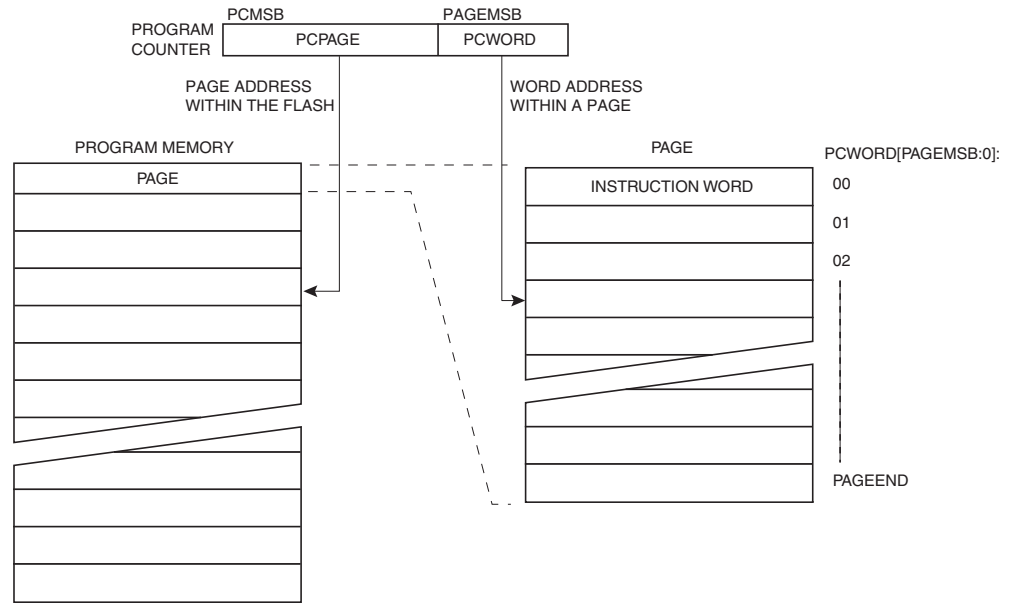 PCMSB PAGEMSB
PROGRAM
COUNTER
PCPAGE PCWORD
PAGE ADDRESS
WITHIN THE FLASH
WORD ADDRESS
WITHIN A PAGE
PROGRAM MEMORY
PAGE
PAGE
PCWORD[PAGEMSB:0]:
INSTRUCTION WORD
00
01
02
PAGEEND